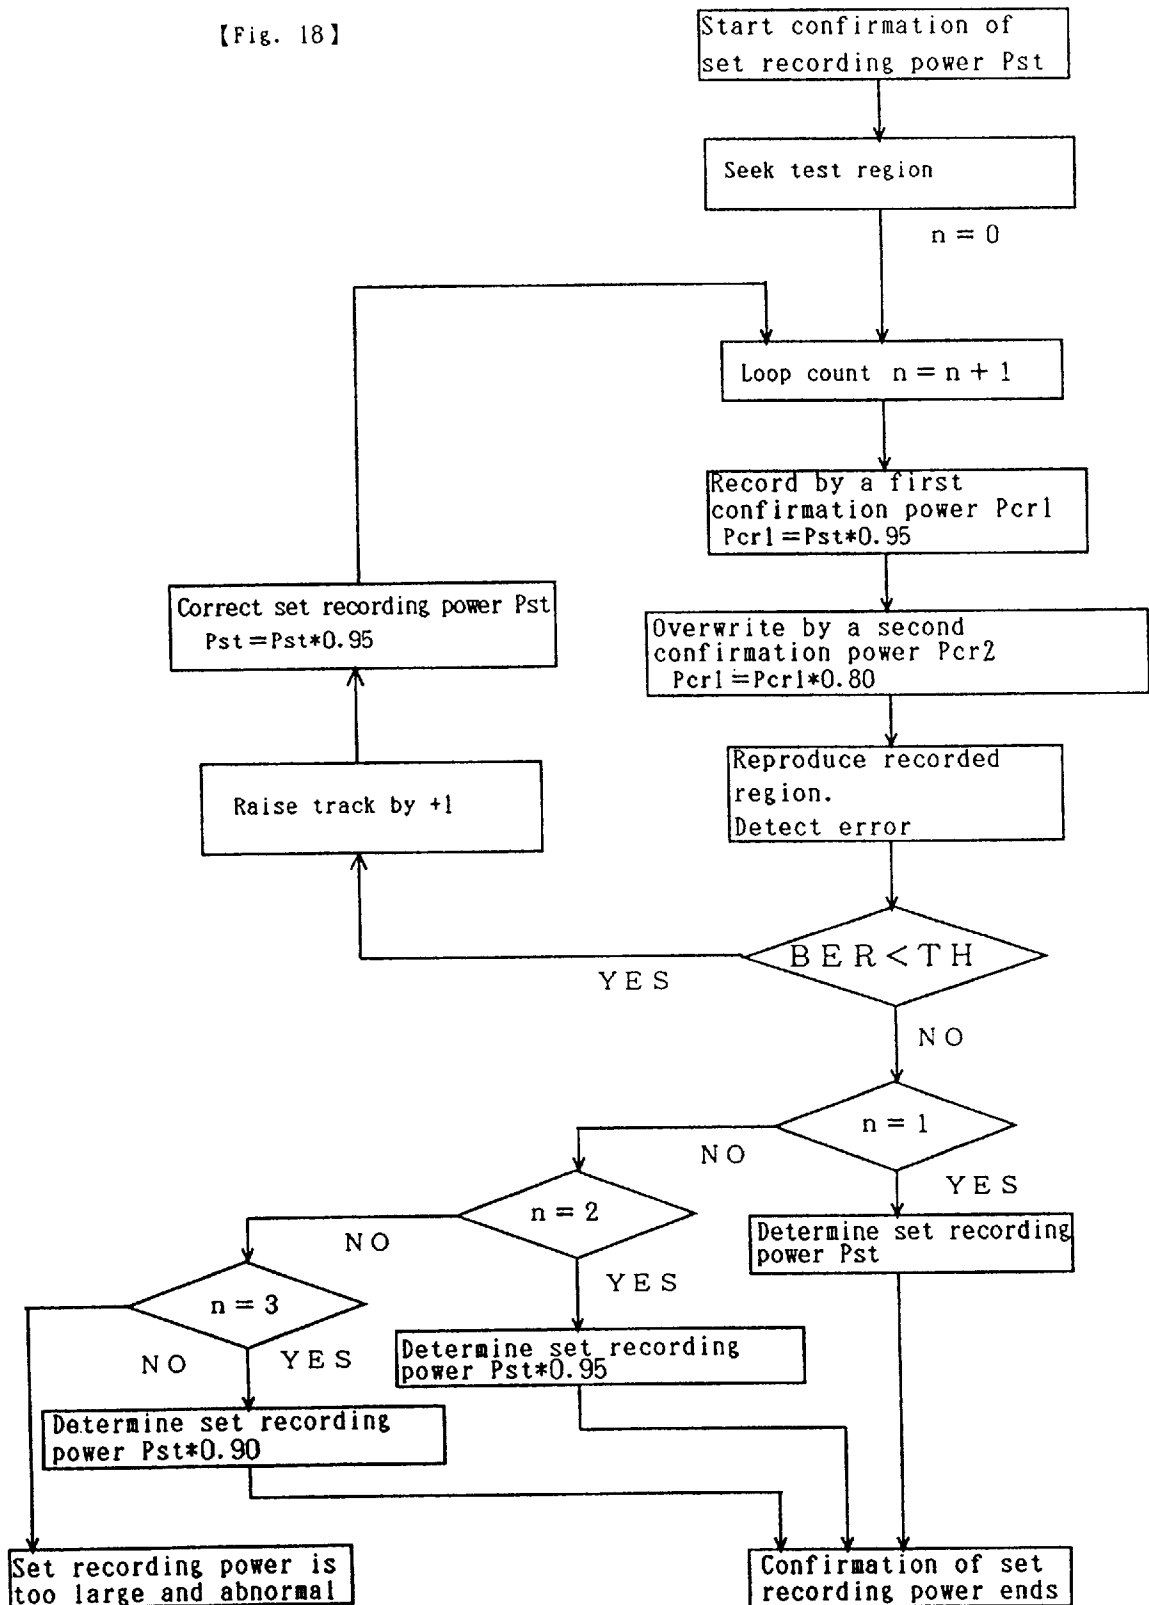 【Fig. 18】
Start confirmation of
set recording power Pst
Seek test region
n = 0
Loop count n = n + 1
Record by a first
confirmation power Pcr1
Pcr1=Pst*0.95
Correct set recording power Pst
Pst=Pst*0.95
Overwrite by a second
confirmation power Pcr2
Pcr1=Pcr1*0.80
Raise track by +1
Reproduce recorded
region.
Detect error
BER<TH
YES
NO
n = 1
NO
YES
n = 2
NO
YES
Determine set recording
power Pst
n = 3
NO
YES
Determine set recording
power Pst*0.95
Determine set recording
power Pst*0.90
Set recording power is
too large and abnormal
Confirmation of set
recording power ends